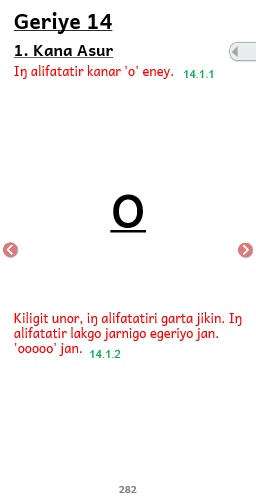 Geriye 14
1. Kana Asur
Iŋ alifatatir kanar 'o' eney. 14.1.1
o
Kiligit unor, iŋ alifatatiri garta jikin. Iŋ
alifatatir lakgo jarnigo egeriyo jan.
'ooooo' jan. 14.1.2
282